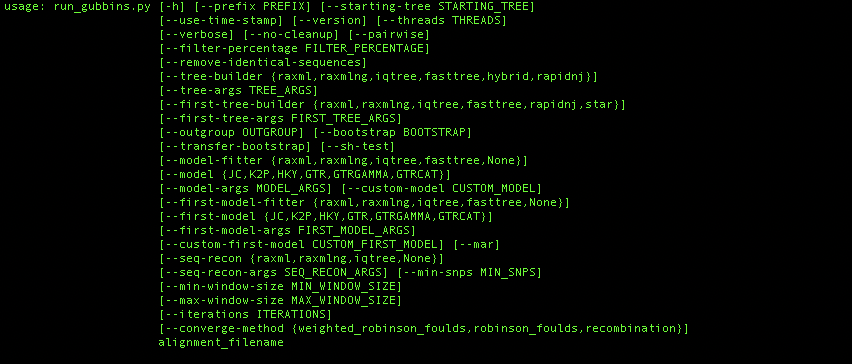 usage: run_gubbins.py [-h] [--prefix PREFIX] [--starting-tree STARTING_TREE]
[--use-time-stamp] [--version] [--threads THREADS]
[--verbose] [--no-cleanup] [--pairwise]
[--filter-percentage FILTER_PERCENTAGE]
[--remove-identical-sequences]
[--tree-builder {raxml,raxmlng,iqtree,fasttree,hybrid,rapidnj}]
[--tree-args TREE_ARGS]
[--first-tree-builder {raxml,raxmlng,iqtree,fasttree,rapidnj,star}]
[--first-tree-args FIRST_TREE_ARGS]
[--outgroup OUTGROUP] [--bootstrap BOOTSTRAP]
[--transfer-bootstrap] [--sh-test]
[--model-fitter {raxml,raxmlng,iqtree,fasttree,None}]
[--model {JC,K2P,HKY,GTR,GTRGAMMA,GTRCAT}]
[--model-args MODEL_ARGS] [--custom-model CUSTOM_MODEL]
[--first-model-fitter {raxml,raxmlng,iqtree,fasttree,None}]
[--first-model {JC,K2P,HKY,GTR,GTRGAMMA,GTRCAT}]
[--first-model-args FIRST_MODEL_ARGS]
[--custom-first-model CUSTOM_FIRST_MODEL] [--mar]
[--seq-recon {raxml,raxmlng,iqtree,None}]
[--seq-recon-args SEQ_RECON_ARGS] [--min-snps MIN_SNPS]
[--min-window-size MIN_WINDOW_SIZE]
[--max-window-size MAX_WINDOW_SIZE]
[--iterations ITERATIONS]
[--converge-method {weighted_robinson_foulds,robinson_foulds,recombination}]
alignment_filename